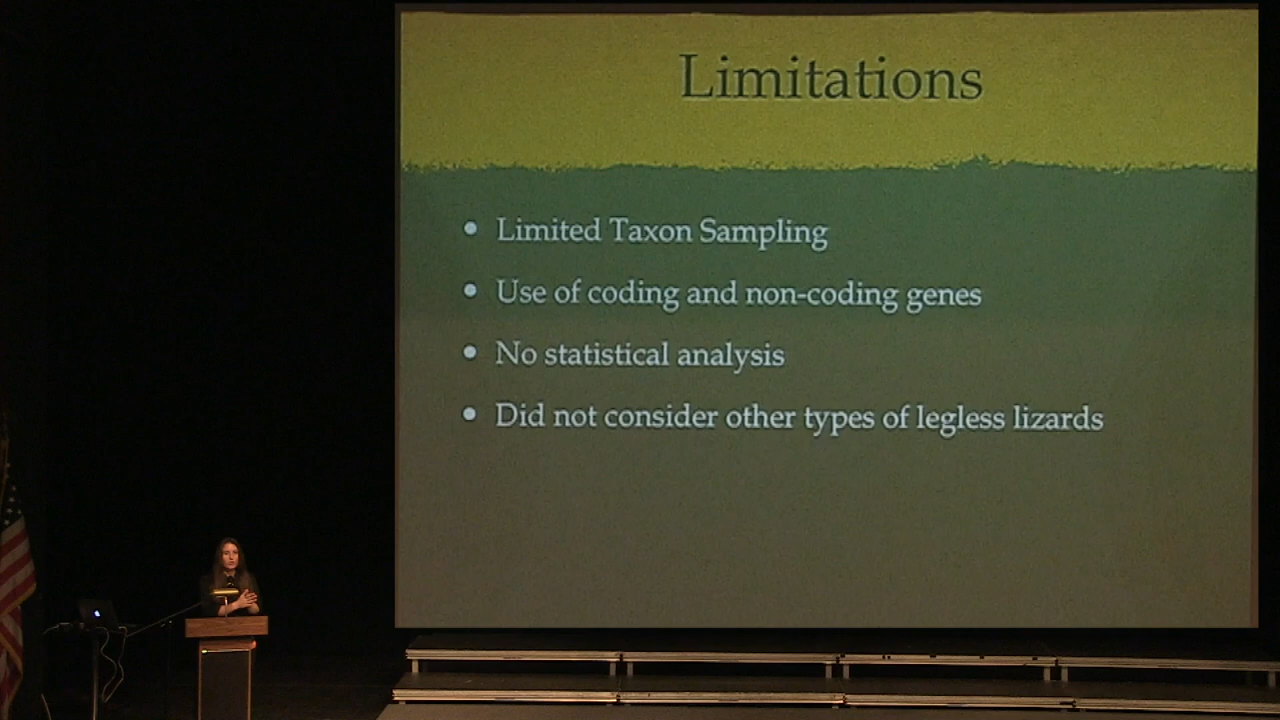 Limitations
• Limited Taxon Sampling
• Use of coding and non-coding genes
• No statistical analysis
• Did not consider other types of legless lizards